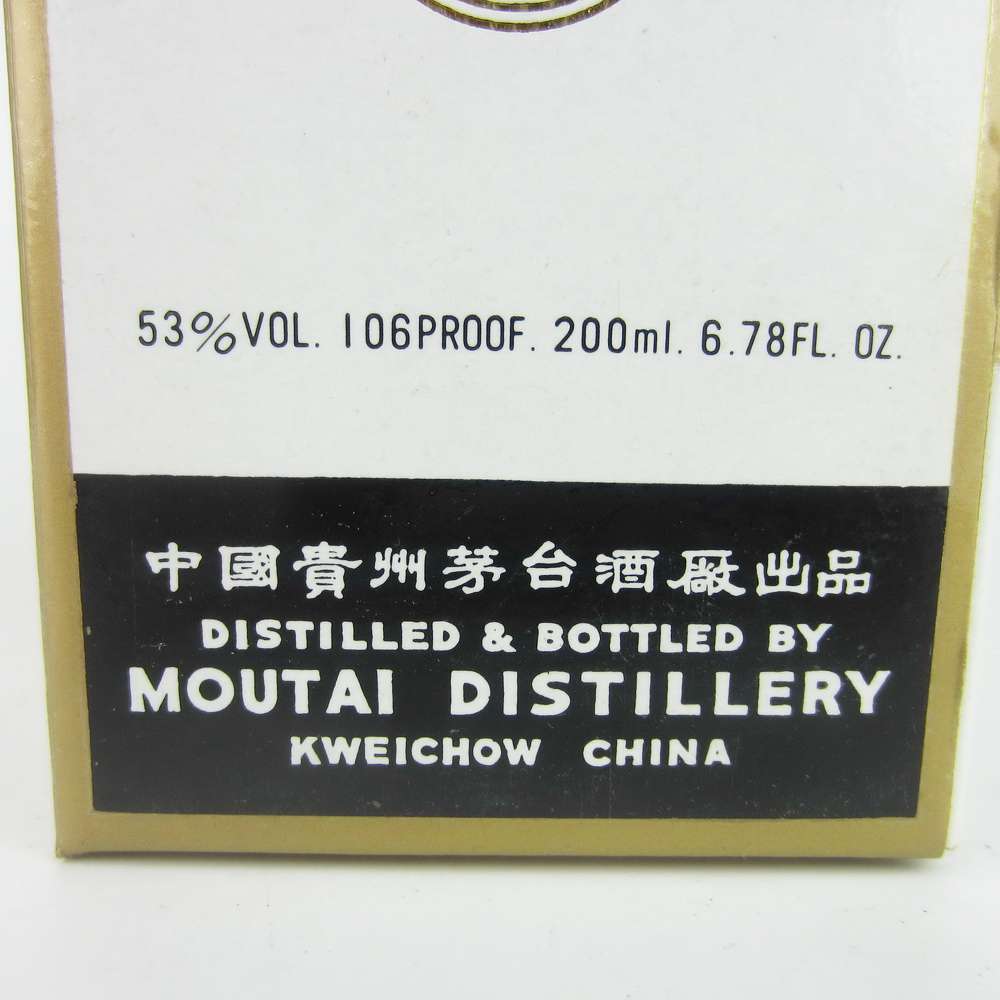 53%VOL. 106PROOF. 200ml. 6.78FL. OZ.
中國貴州茅台酒厰出品
DISTILLED & BOTTLED BY
MOUTAI DISTILLERY
KWEICHOW CHINA